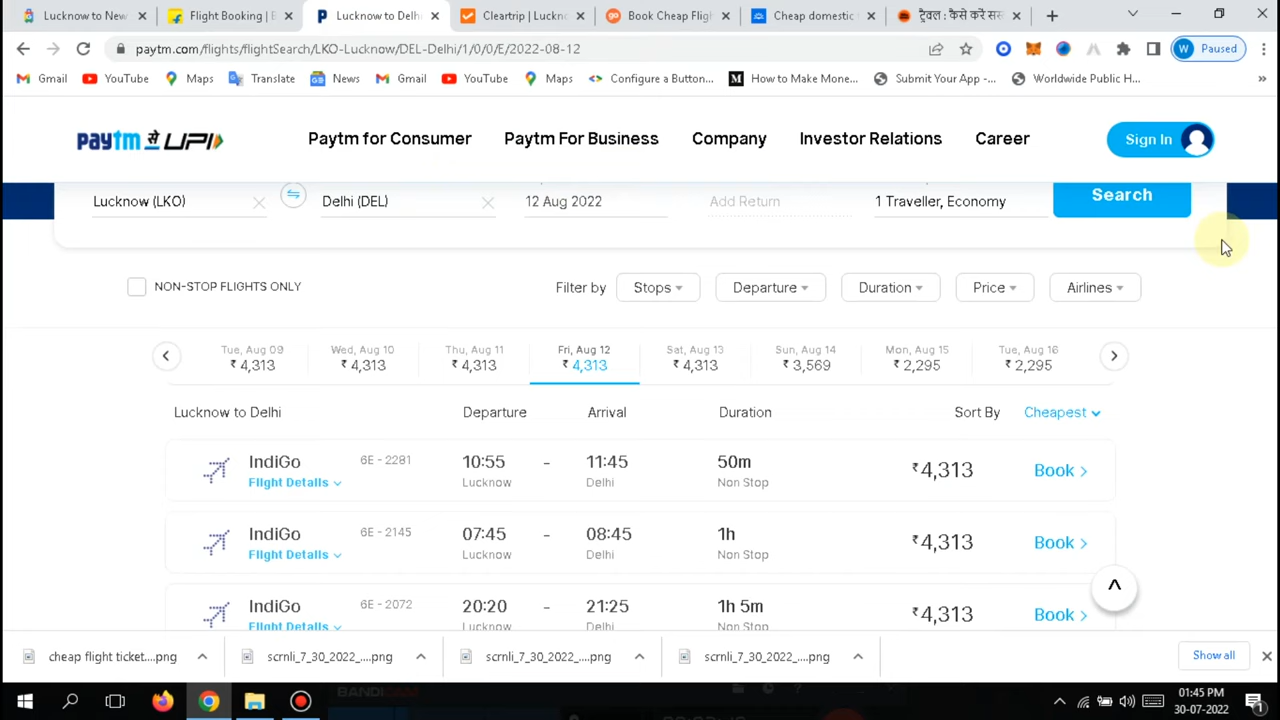 Lucknow to New
Flight Booking | B
Lucknow to Delh
Cleartrip | Luckn
Book Cheap Fligh
Cheap domestic
ट्रैवल : कैसे करें सस्
paytm.com/flights/flightSearch/LKO-Lucknow/DEL-Delhi/1/0/0/E/2022-08-12
W Paused
Gmail YouTube Maps Translate News Gmail YouTube Maps Configure a Button... How to Make Mone... Submit Your App -... Worldwide Public H... »
paytm से UPI
Paytm for Consumer Paytm For Business Company Investor Relations Career Sign In
Lucknow (LKO) Delhi (DEL) 12 Aug 2022 Add Return 1 Traveller, Economy Search
NON-STOP FLIGHTS ONLY Filter by Stops Departure Duration Price Airlines
Tue, Aug 09 Wed, Aug 10 Thu, Aug 11 Fri, Aug 12 Sat, Aug 13 Sun, Aug 14 Mon, Aug 15 Tue, Aug 16
₹ 4,313 ₹ 4,313 ₹ 4,313 ₹ 4,313 ₹ 4,313 ₹ 3,569 ₹ 2,295 ₹ 2,295
Lucknow to Delhi Departure Arrival Duration Sort By Cheapest
IndiGo 6E - 2281 10:55 - 11:45 50m ₹4,313 Book >
Flight Details Lucknow Delhi Non Stop
IndiGo 6E - 2145 07:45 - 08:45 1h ₹4,313 Book >
Flight Details Lucknow Delhi Non Stop
IndiGo 6E - 2072 20:20 - 21:25 1h 5m ₹4,313 Book >
Flight Details Lucknow Delhi Non Stop
cheap flight ticket....png scrnli_7_30_2022_....png scrnli_7_30_2022_....png scrnli_7_30_2022_....png Show all
BANDICAM
01:45 PM
30-07-2022
1